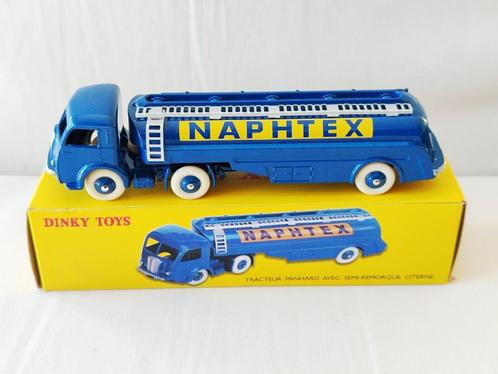 NAPHTEX
DINKY TOYS
NAPHTEX
TRACTEUR PANHARD AVEC SEMI-REMORQUE CITERNE